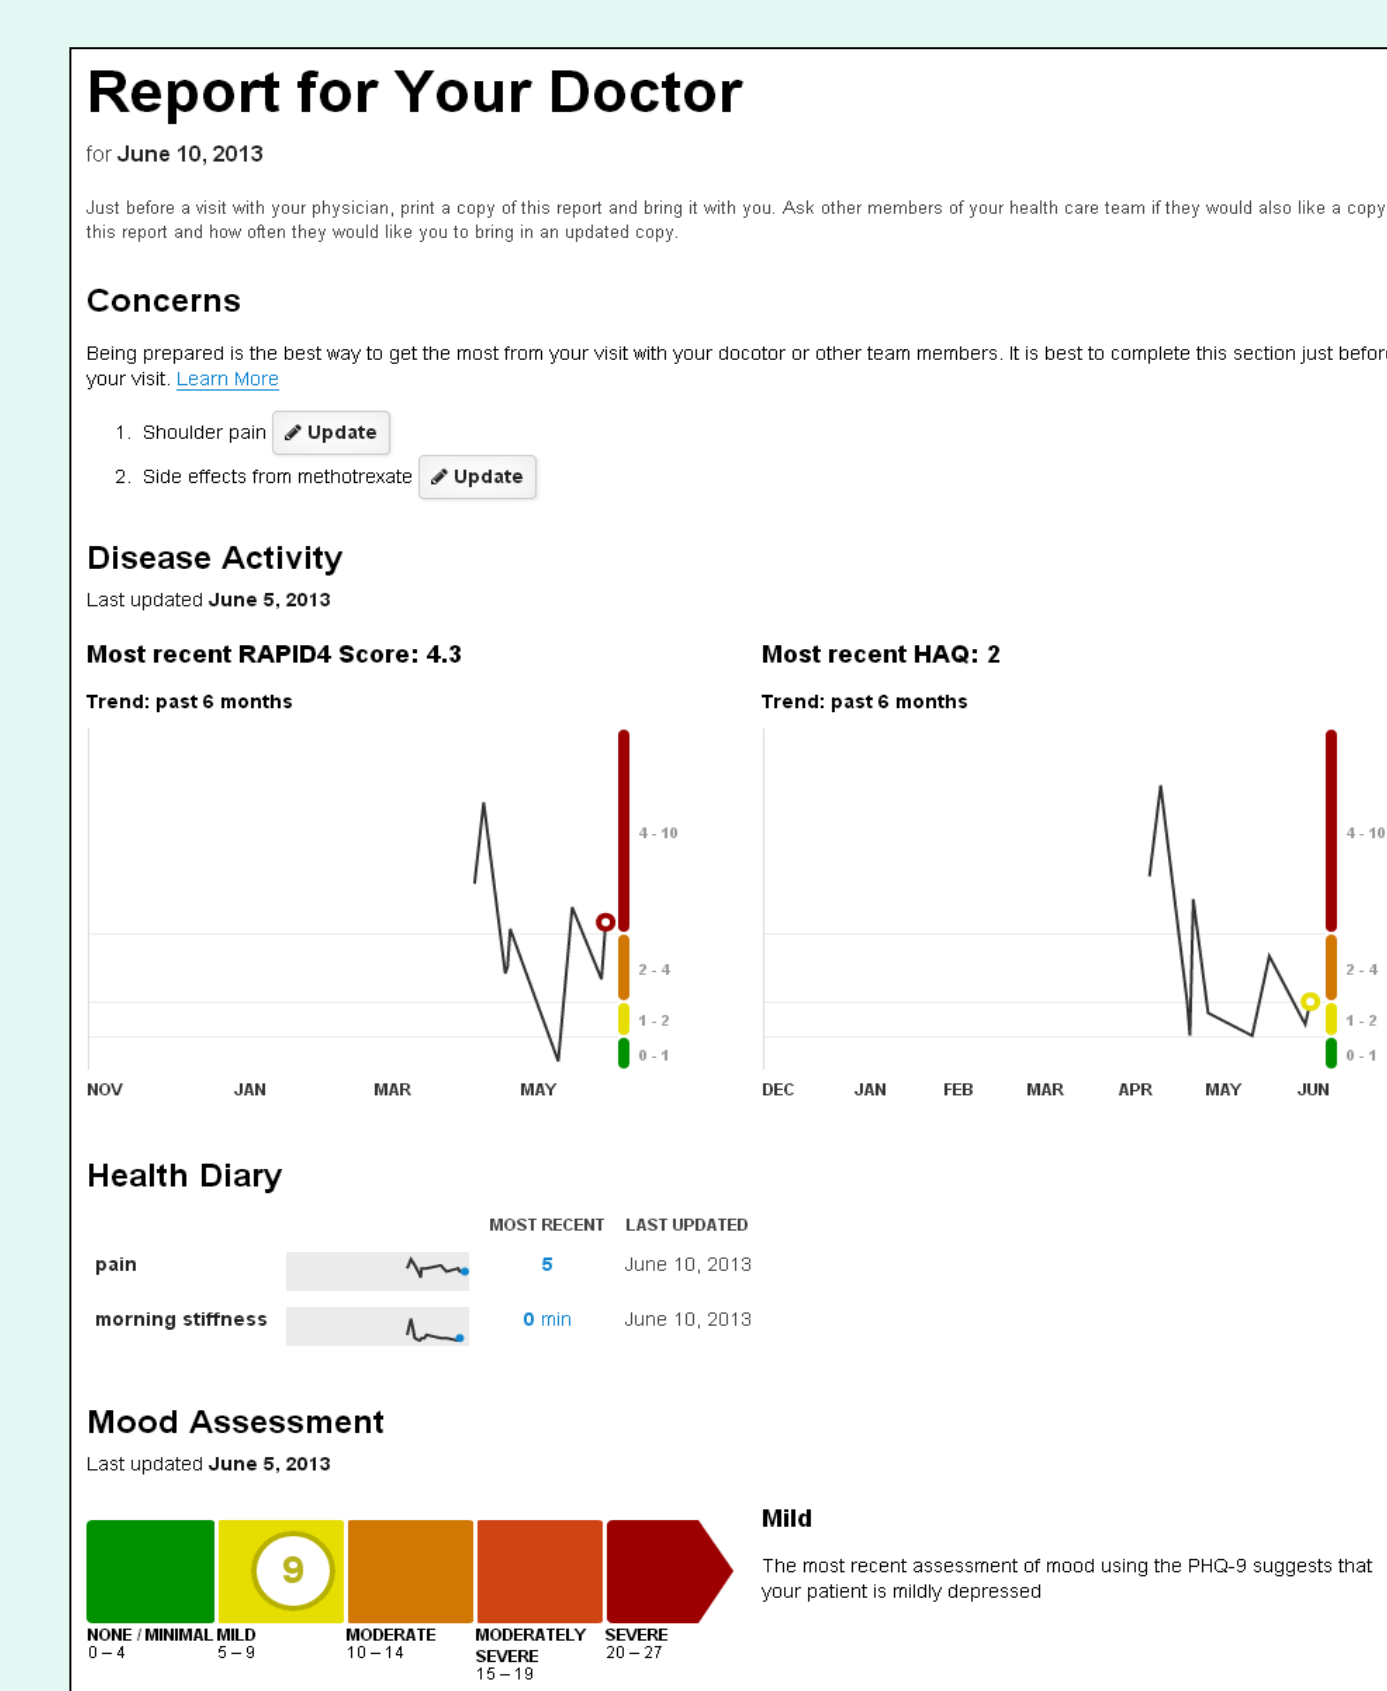 Report for Your Doctor
for June 10, 2013
Just before a visit with your physician, print a copy of this report and bring it with you. Ask other members of your health care team if they would also like a copy
this report and how often they would like you to bring in an updated copy.
Concerns
Being prepared is the best way to get the most from your visit with your docotor or other team members. It is best to complete this section just before
your visit. Learn More
1. Shoulder pain Update
2. Side effects from methotrexate Update
Disease Activity
Last updated June 5, 2013
Most recent RAPID4 Score: 4.3
Trend: past 6 months
4 - 10
2 - 4
1 - 2
0 - 1
NOV JAN MAR MAY
Most recent HAQ: 2
Trend: past 6 months
4 - 10
2 - 4
1 - 2
0 - 1
DEC JAN FEB MAR APR MAY JUN
Health Diary
MOST RECENT LAST UPDATED
pain 5 June 10, 2013
morning stiffness 0 min June 10, 2013
Mood Assessment
Last updated June 5, 2013
9
NONE / MINIMAL MILD MODERATE MODERATELY SEVERE
0 – 4 5 – 9 10 – 14 SEVERE 20 – 27
15 – 19
Mild
The most recent assessment of mood using the PHQ-9 suggests that
your patient is mildly depressed